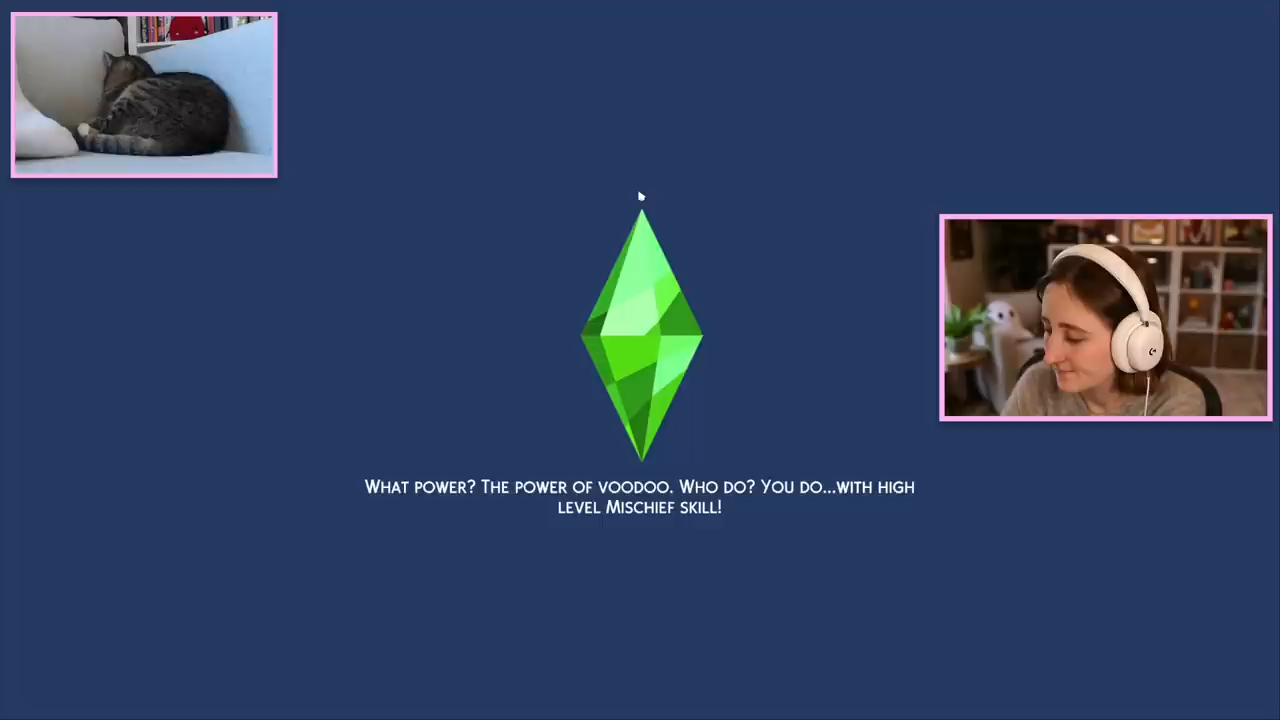 What power? The power of voodoo. Who do? You do...with high
level Mischief skill!